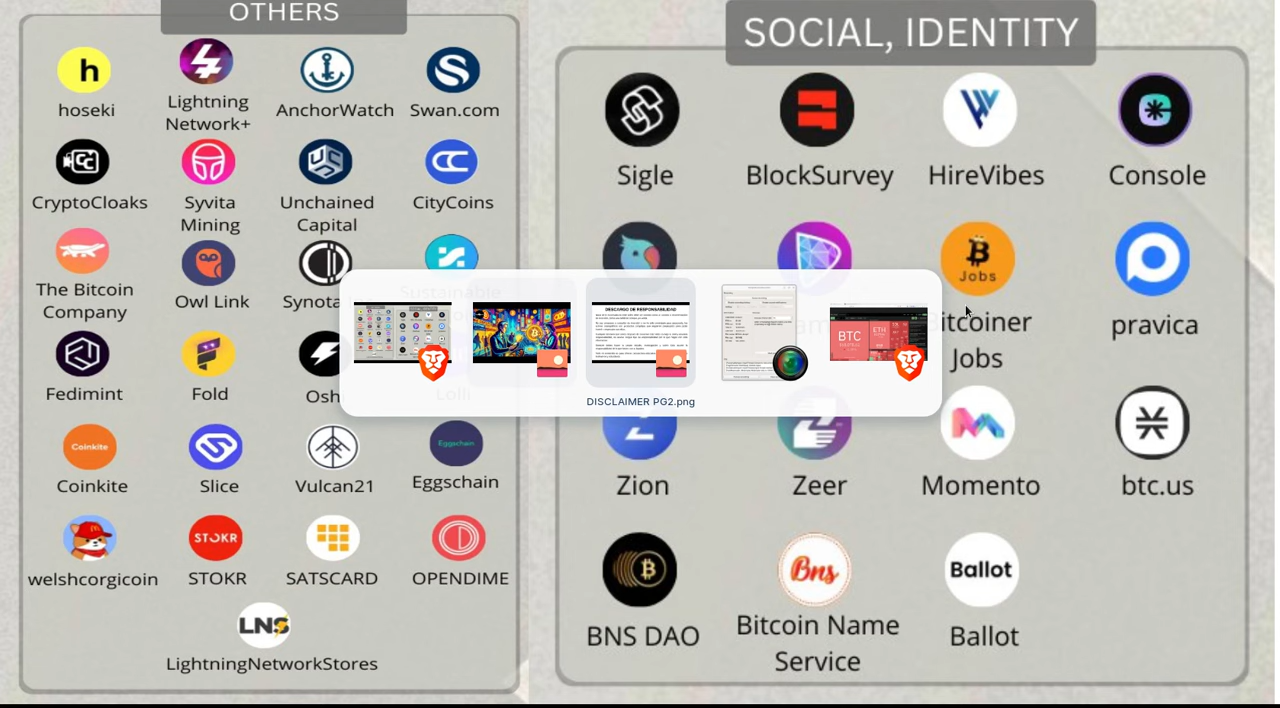 OTHERS
hoseki
Lightning
Network+
AnchorWatch
Swan.com
CryptoCloaks
Syvita
Mining
Unchained
Capital
CityCoins
The Bitcoin
Company
Owl Link
Fedimint
Fold
Coinkite
Coinkite
Slice
Vulcan21
Eggschain
Eggschain
welshcorgicoin
STOKR
STOKR
SATSCARD
OPENDIME
LNS
LightningNetworkStores
SOCIAL, IDENTITY
Sigle
BlockSurvey
HireVibes
Console
Jobs
Bitcoiner
Jobs
pravica
Zion
Zeer
Momento
btc.us
BNS DAO
Bns
Bitcoin Name
Service
Ballot
Ballot
DESCARGO DE RESPONSABILIDAD
BTC
ETH
DISCLAIMER PG2.png